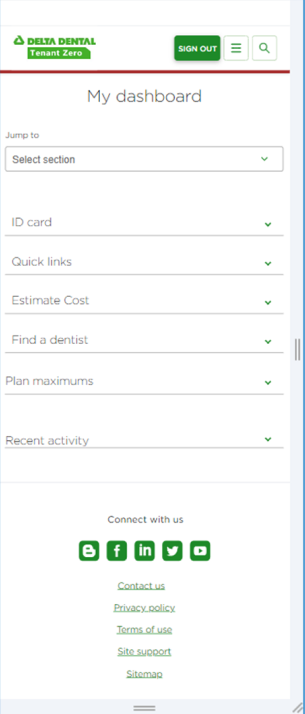 DELTA DENTAL
Tenant Zero
SIGN OUT
My dashboard
Jump to
Select section
ID card
Quick links
Estimate Cost
Find a dentist
Plan maximums
Recent activity
Connect with us
Contact us
Privacy policy
Terms of use
Site support
Sitemap